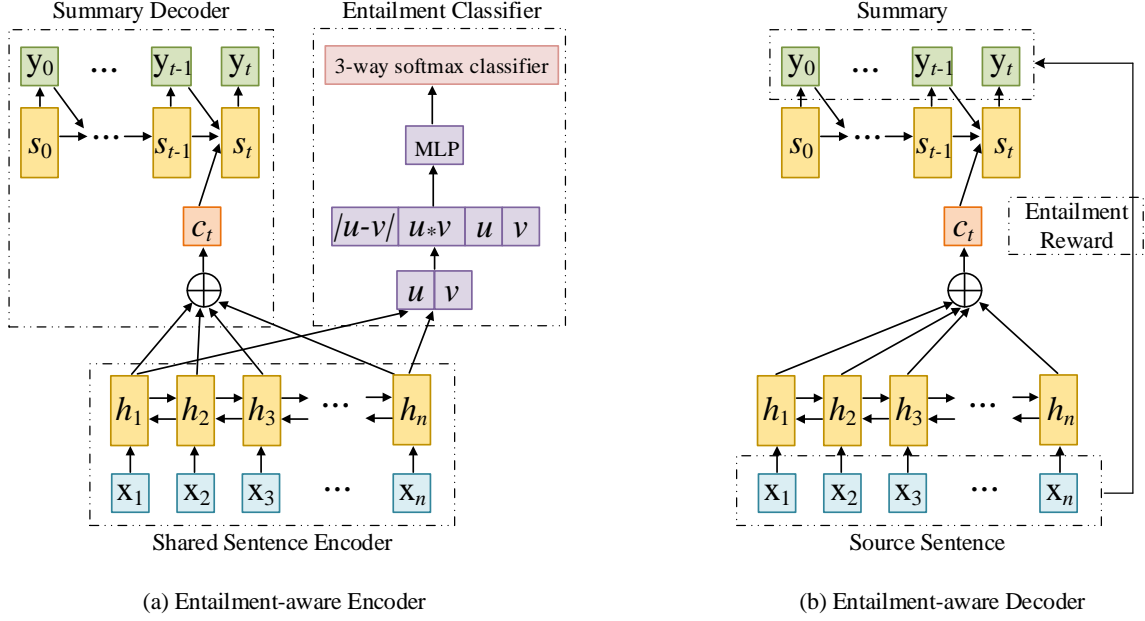 Summary Decoder
Entailment Classifier
y0 ... yt-1 yt
3-way softmax classifier
s0 ... st-1 st
MLP
|u-v| u*v u v
ct
u v
h1 h2 h3 ... hn
x1 x2 x3 ... xn
Shared Sentence Encoder
(a) Entailment-aware Encoder
Summary
y0 ... yt-1 yt
s0 ... st-1 st
Entailment
Reward
ct
h1 h2 h3 ... hn
x1 x2 x3 ... xn
Source Sentence
(b) Entailment-aware Decoder